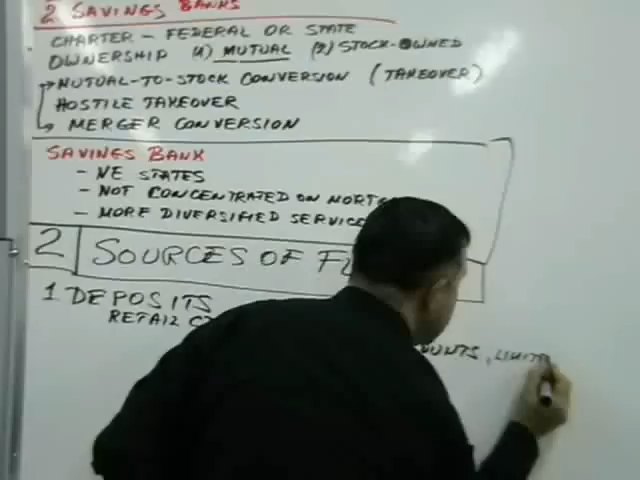 2 SAVINGS BANKS
CHARTER - FEDERAL OR STATE
OWNERSHIP (1) MUTUAL (2) STOCK-OWNED
MUTUAL-TO-STOCK CONVERSION (TAKEOVER)
HOSTILE TAKEOVER
MERGER CONVERSION
SAVINGS BANK
- NE STATES
- NOT CONCENTRATED ON
- MORE DIVERSIFIED
2 SOURCES OF
1 DEPOSITS
RETAIL